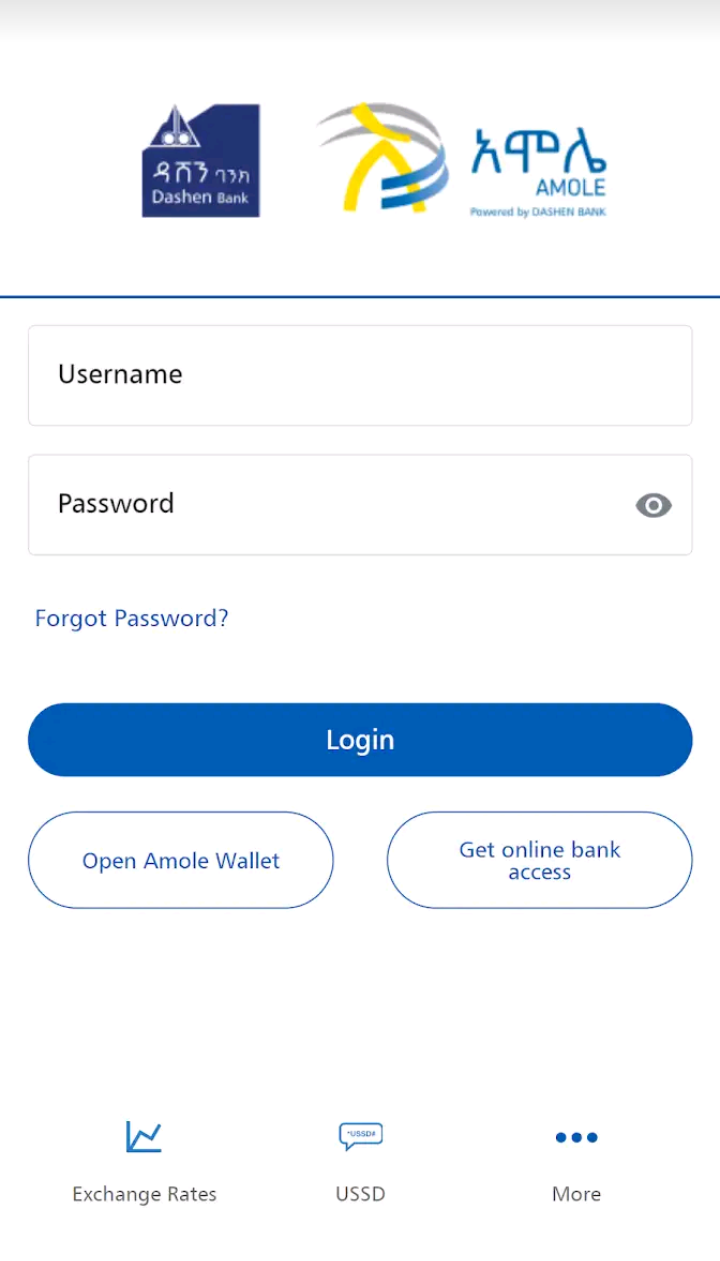 ዳሸን ባንክ
Dashen Bank
አሞሌ
AMOLE
Powered by DASHEN BANK
Username
Password
Forgot Password?
Login
Open Amole Wallet
Get online bank
access
*USSD#
Exchange Rates
USSD
More